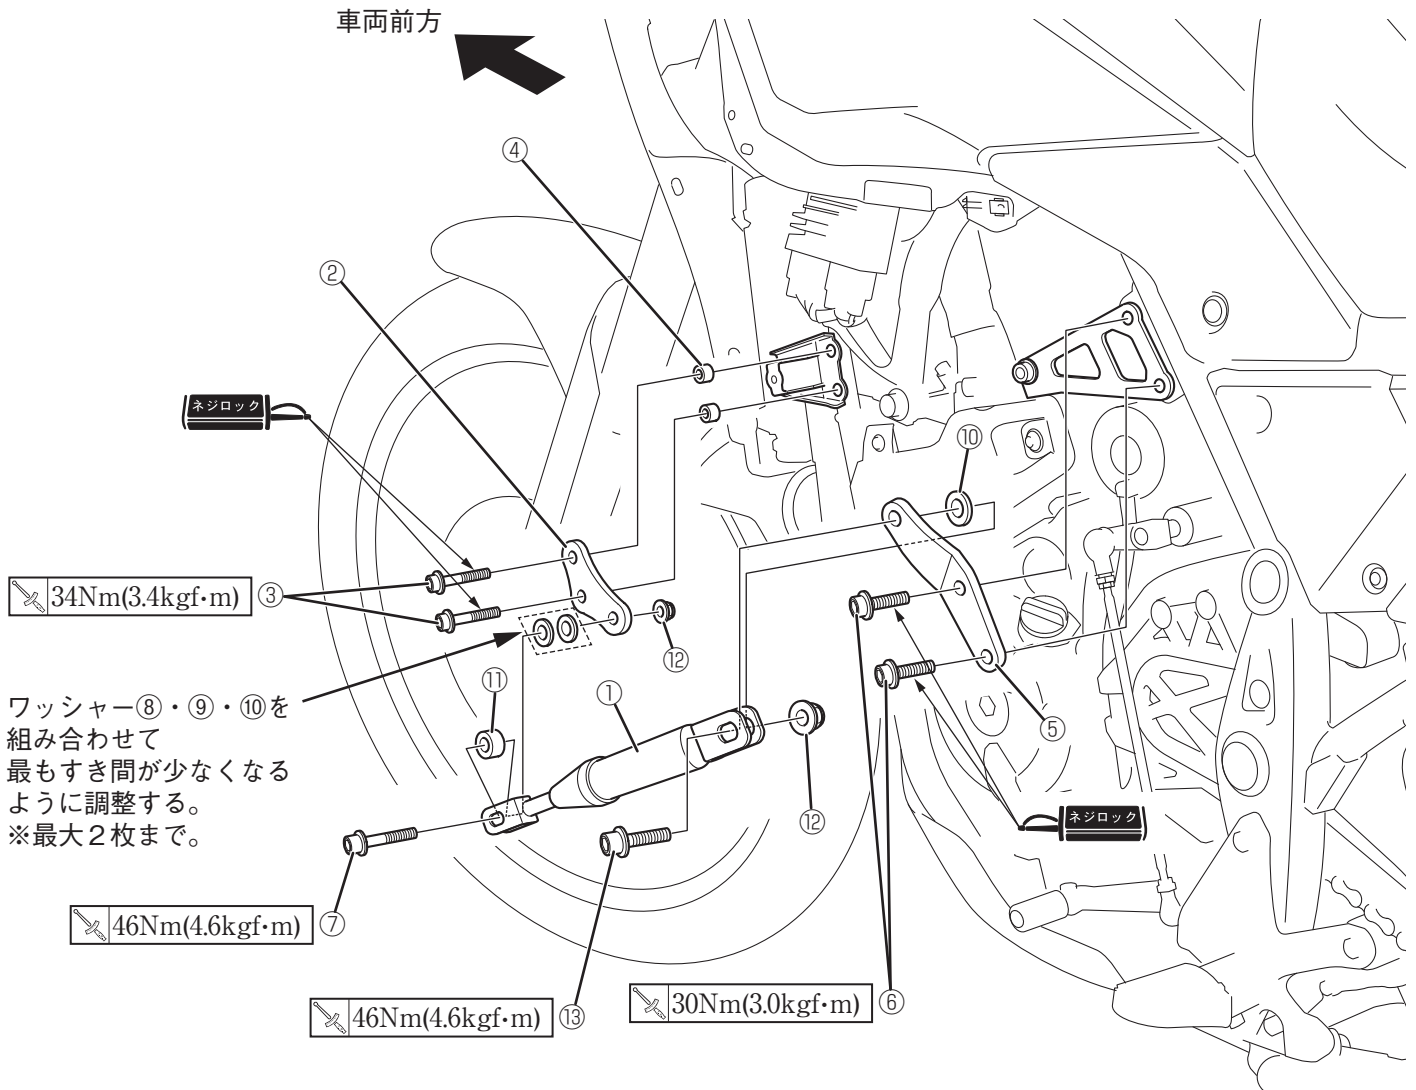 車両前方
④
②
ネジロック
⑩
34Nm(3.4kgf·m) ③
⑫
⑪
①
ワッシャー⑧・⑨・⑩を
組み合わせて
最もすき間が少なくなる
ように調整する。
※最大２枚まで。
⑤
⑫
ネジロック
46Nm(4.6kgf·m) ⑦
46Nm(4.6kgf·m) ⑬
30Nm(3.0kgf·m) ⑥